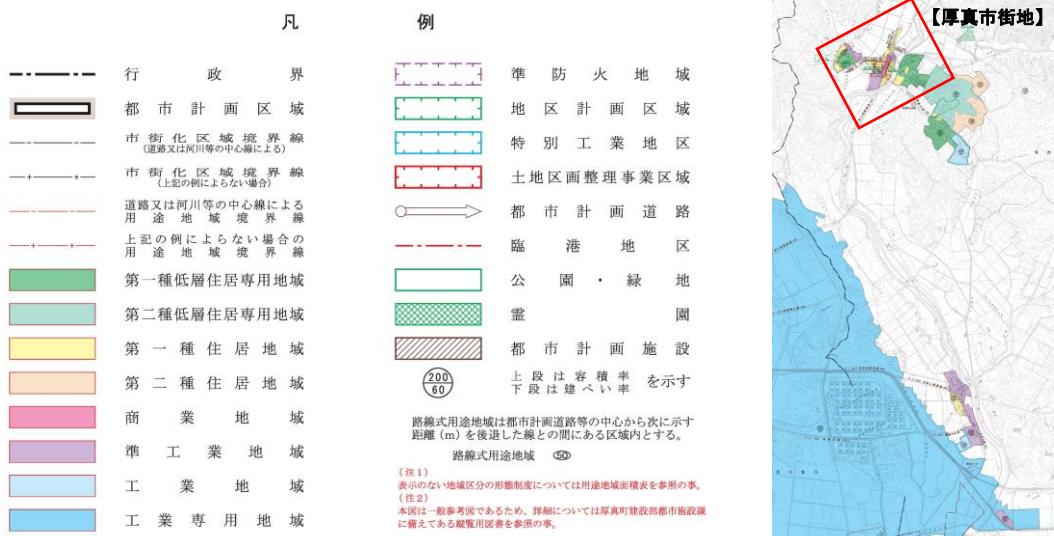 凡　例
行政界
都市計画区域
市街化区域境界線
(道路又は河川等の中心線による)
市街化区域境界線
(上記の例によらない場合)
道路又は河川等の中心線による
用途地域境界線
上記の例によらない場合の
用途地域境界線
第一種低層住居専用地域
第二種低層住居専用地域
第一種住居地域
第二種住居地域
商業地域
準工業地域
工業地域
工業専用地域
準防火地域
地区計画区域
特別工業地区
土地区画整理事業区域
都市計画道路
臨港地区
公園・緑地
霊園
都市計画施設
200
60
上段は容積率
下段は建ぺい率
を示す
路線式用途地域は都市計画道路等の中心から次に示す
距離(m)を後退した線との間にある区域内とする。
路線式用途地域 50
(注1)
表示のない地域区分の形態制度については用途地域面積表を参照の事。
(注2)
本図は一般参考図であるため、詳細については厚真町建設部都市施設課
に備えてある縦覧用図書を参照の事。
【厚真市街地】